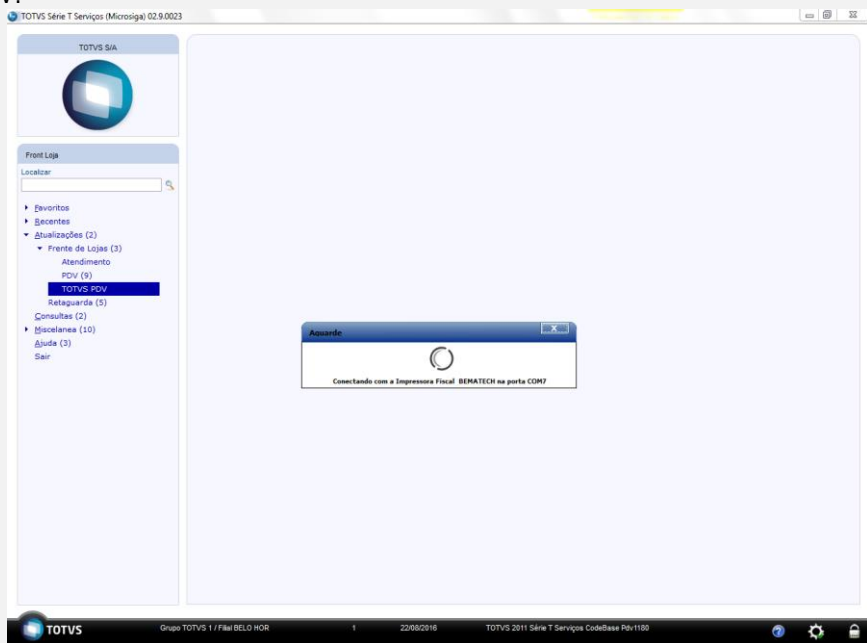 v.
TOTVS Série T Serviços (Microsiga) 02.9.0023
TOTVS S/A
Front Loja
Localizar
Favoritos
Recentes
Atualizações (2)
Frente de Lojas (3)
Atendimento
PDV (9)
TOTVS PDV
Retaguarda (5)
Consultas (2)
Miscelanea (10)
Ajuda (3)
Sair
Aguarde
X
Conectando com a Impressora Fiscal BEMATECH na porta COM7
TOTVS
Grupo TOTVS 1 / Filial BELO HOR
1
22/08/2016
TOTVS 2011 Série T Serviços CodeBase Pdv1180